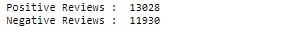 Positive Reviews :  13028
Negative Reviews :  11930